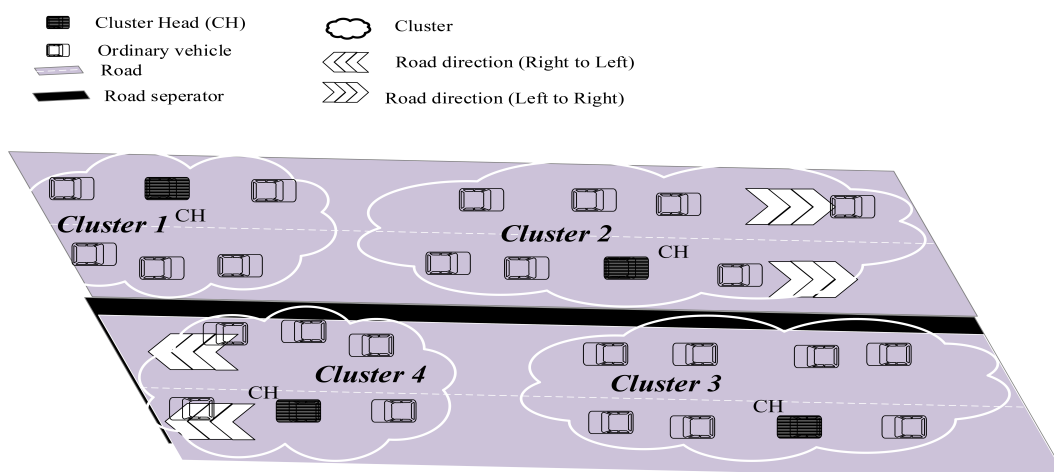 Cluster Head (CH)
Ordinary vehicle
Road
Road seperator
Cluster
Road direction (Right to Left)
Road direction (Left to Right)
CH
Cluster 1
Cluster 2
CH
Cluster 4
CH
Cluster 3
CH